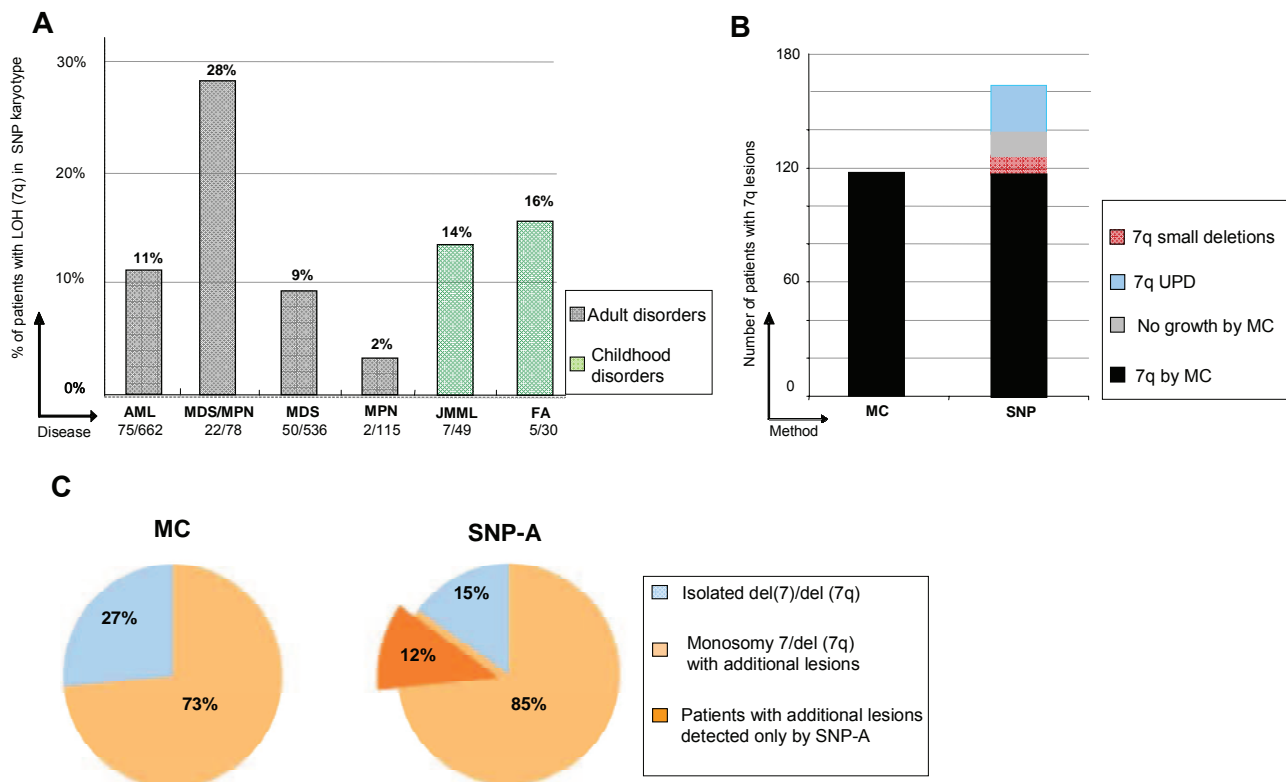 A
% of patients with LOH (7q) in SNP karyotype
30%
20%
10%
0%
11%
28%
9%
2%
14%
16%
Adult disorders
Childhood
disorders
AML MDS/MPN MDS MPN JMML FA
Disease 75/662 22/78 50/536 2/115 7/49 5/30
B
Number of patients with 7q lesions
180
120
60
0
MC SNP
Method
7q small deletions
7q UPD
No growth by MC
7q by MC
C
MC
27%
73%
SNP-A
15%
12%
85%
Isolated del(7)/del (7q)
Monosomy 7/del (7q)
with additional lesions
Patients with additional lesions
detected only by SNP-A